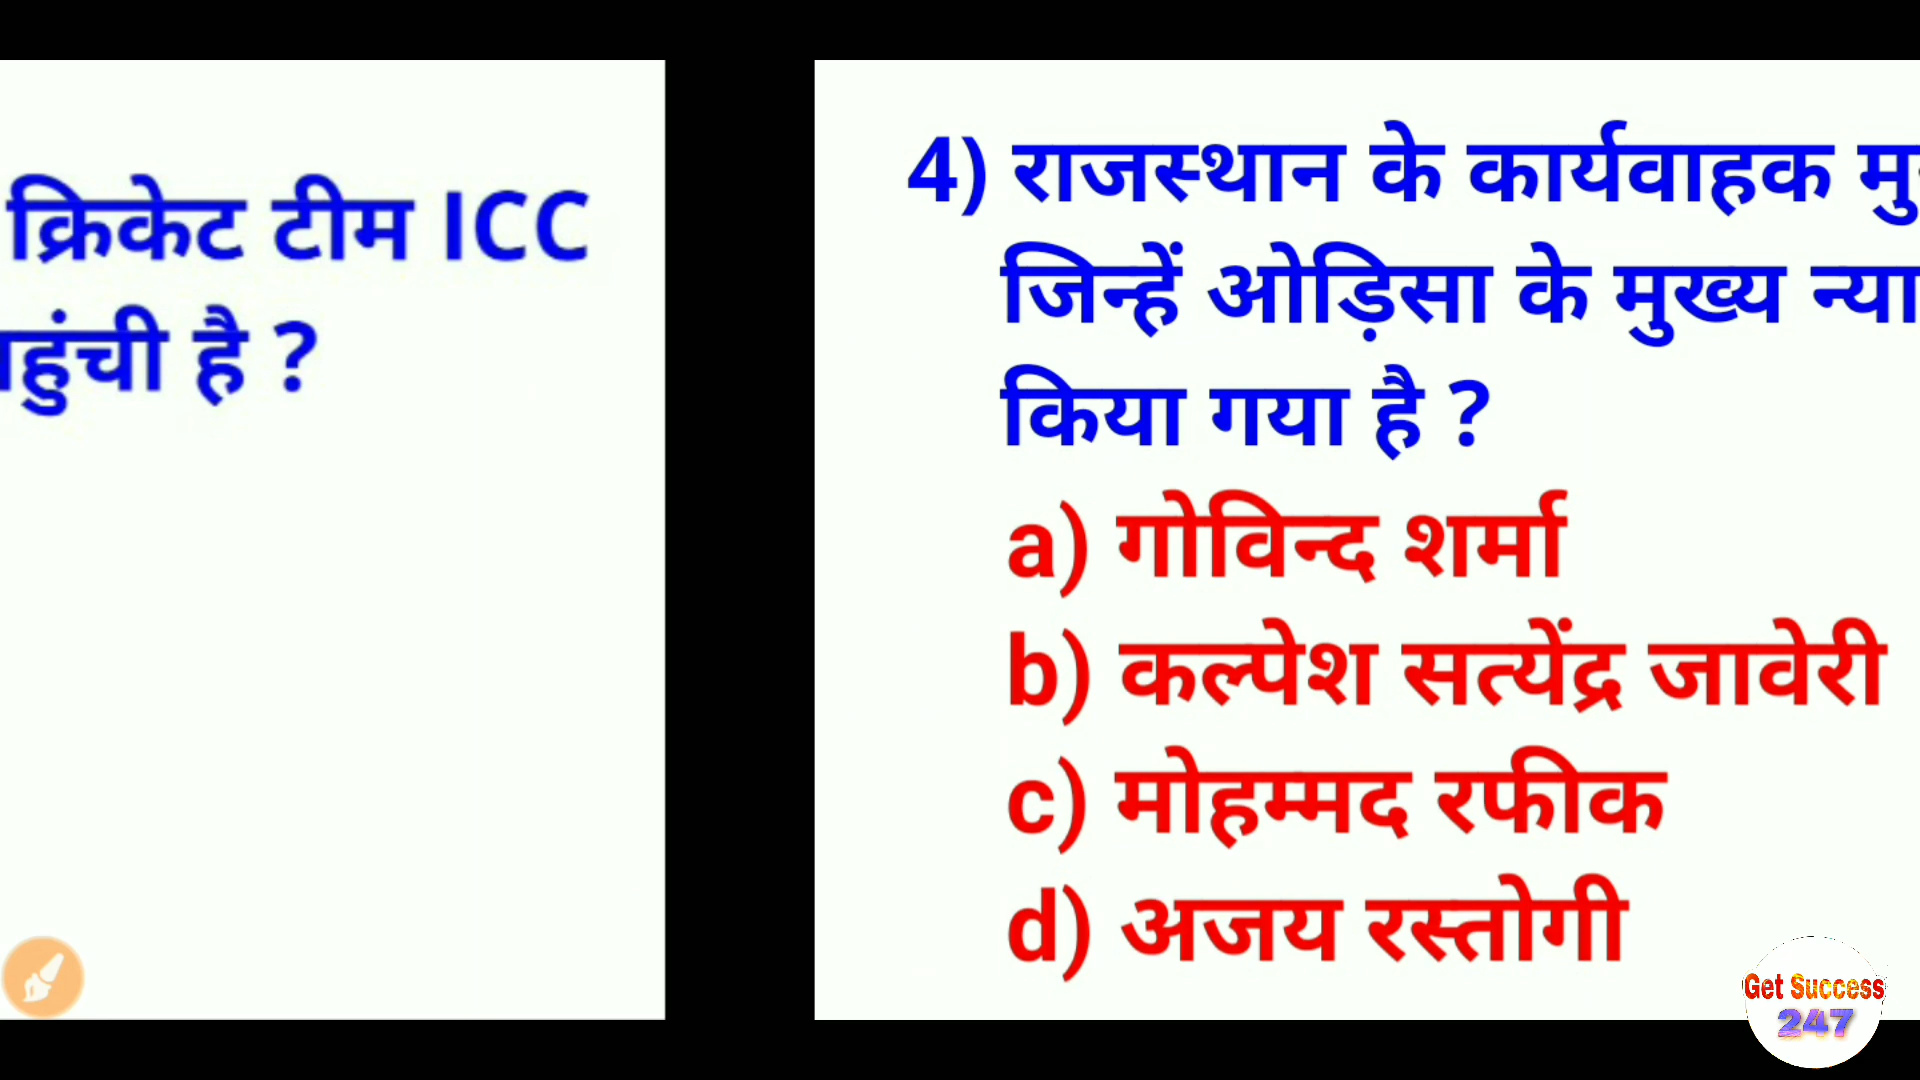 क्रिकेट टीम ICC
है ?
4) राजस्थान के कार्यवाहक
जिन्हें ओड़िसा के मुख्य
किया गया है ?
a) गोविन्द शर्मा
b) कल्पेश सत्येंद्र जावेरी
c) मोहम्मद रफीक
d) अजय रस्तोगी
Get Success
247